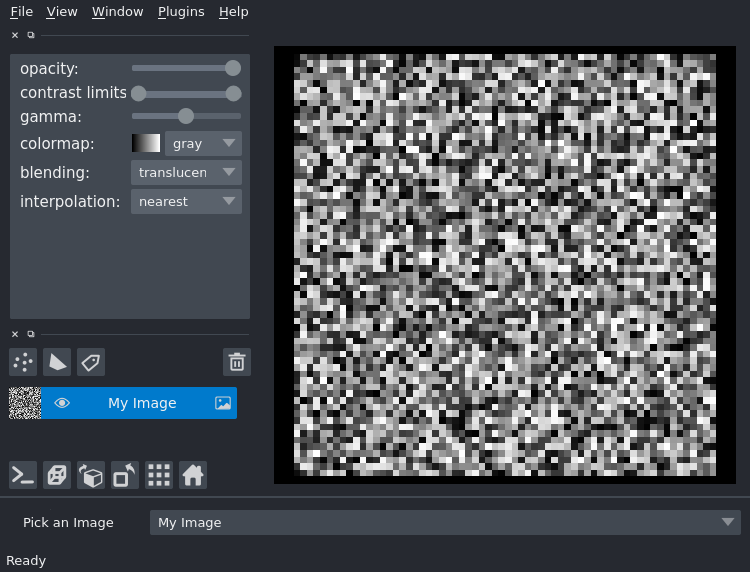 File View Window Plugins Help
opacity:
contrast limits
gamma:
colormap: gray
blending: translucen
interpolation: nearest
My Image
Pick an Image My Image
Ready